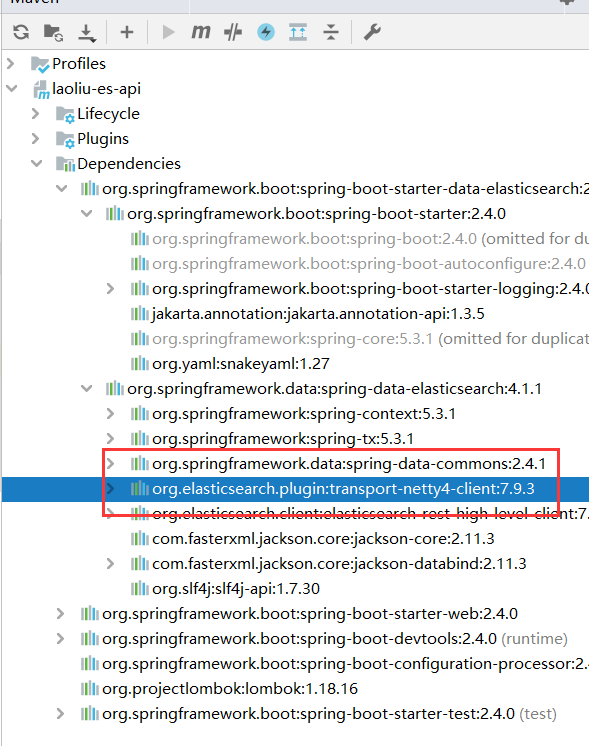 Maven
Profiles
laoliu-es-api
Lifecycle
Plugins
Dependencies
org.springframework.boot:spring-boot-starter-data-elasticsearch:2
org.springframework.boot:spring-boot-starter:2.4.0
org.springframework.boot:spring-boot:2.4.0 (omitted for du
org.springframework.boot:spring-boot-autoconfigure:2.4.0
org.springframework.boot:spring-boot-starter-logging:2.4.0
jakarta.annotation:jakarta.annotation-api:1.3.5
org.springframework:spring-core:5.3.1 (omitted for duplicat
org.yaml:snakeyaml:1.27
org.springframework.data:spring-data-elasticsearch:4.1.1
org.springframework:spring-context:5.3.1
org.springframework:spring-tx:5.3.1
org.springframework.data:spring-data-commons:2.4.1
org.elasticsearch.plugin:transport-netty4-client:7.9.3
org.elasticsearch.client:elasticsearch-rest-high-level-client:7.
com.fasterxml.jackson.core:jackson-core:2.11.3
com.fasterxml.jackson.core:jackson-databind:2.11.3
org.slf4j:slf4j-api:1.7.30
org.springframework.boot:spring-boot-starter-web:2.4.0
org.springframework.boot:spring-boot-devtools:2.4.0 (runtime)
org.springframework.boot:spring-boot-configuration-processor:2.4
org.projectlombok:lombok:1.18.16
org.springframework.boot:spring-boot-starter-test:2.4.0 (test)